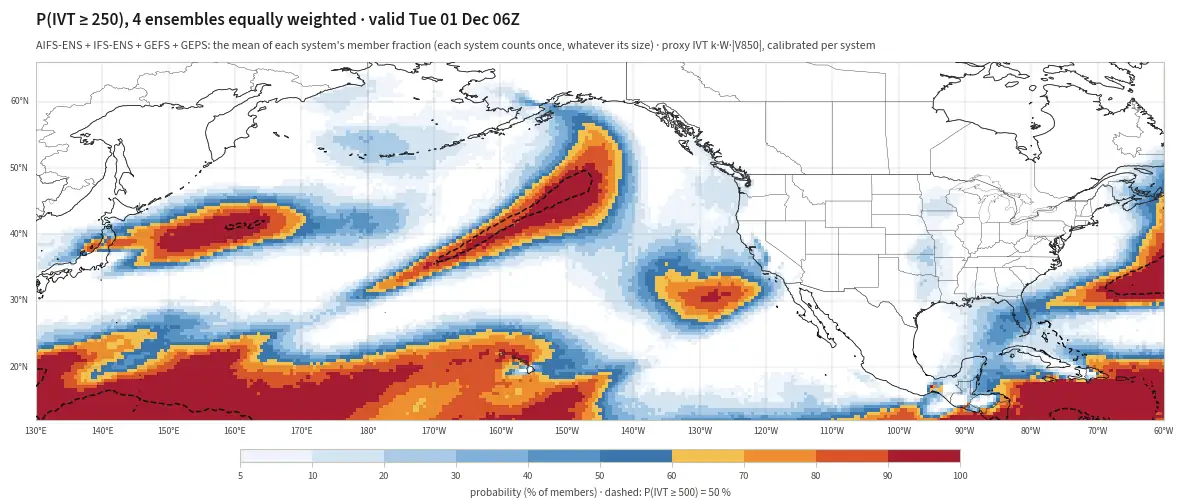 P(IVT ≥ 250), 4 ensembles equally weighted · valid Tue 01 Dec 06Z
AIFS-ENS + IFS-ENS + GEFS + GEPS: the mean of each system's member fraction (each system counts once, whatever its size) · proxy IVT k·W·|V850|, calibrated per system
60°N
50°N
40°N
30°N
20°N
130°E 140°E 150°E 160°E 170°E 180° 170°W 160°W 150°W 140°W 130°W 120°W 110°W 100°W 90°W 80°W 70°W 60°W
5 10 20 30 40 50 60 70 80 90 100
probability (% of members) · dashed: P(IVT ≥ 500) = 50 %